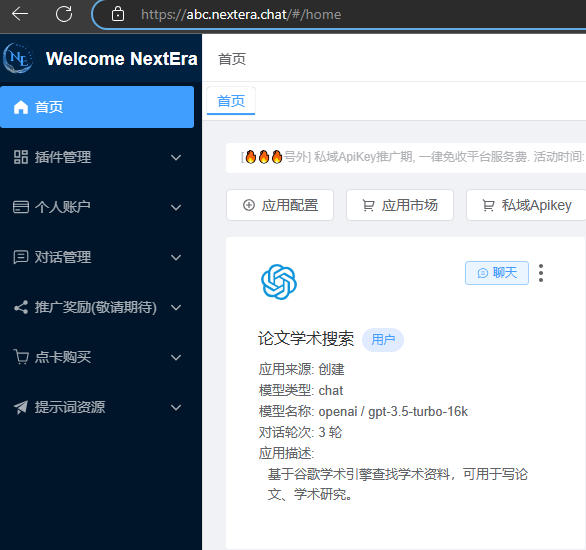 https://abc.nextera.chat/#/home
NE
Welcome NextEra
首页
首页
首页
插件管理
个人账户
对话管理
推广奖励(敬请期待)
点卡购买
提示词资源
[🔥🔥🔥号外] 私域ApiKey推广期, 一律免收平台服务费. 活动时间:
应用配置
应用市场
私域Apikey
聊天
论文学术搜索 用户
应用来源: 创建
模型类型: chat
模型名称: openai / gpt-3.5-turbo-16k
对话轮次: 3 轮
应用描述:
基于谷歌学术引擎查找学术资料，可用于写论
文、学术研究。